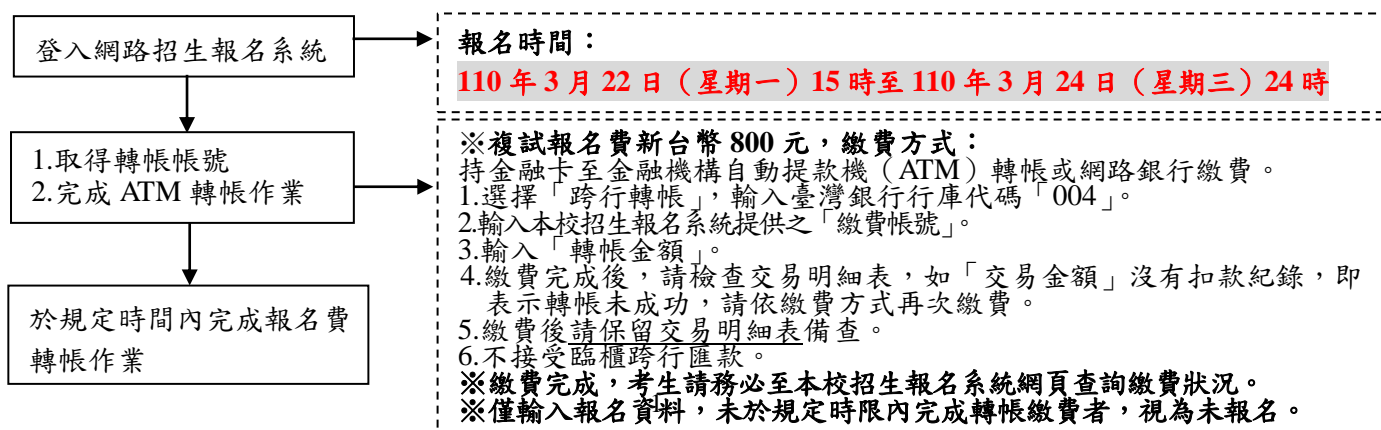 登入網路招生報名系統
報名時間：
110 年 3 月 22 日（星期一）15 時至 110 年 3 月 24 日（星期三）24 時
1.取得轉帳帳號
2.完成 ATM 轉帳作業
※複試報名費新台幣 800 元，繳費方式：
持金融卡至金融機構自動提款機（ATM）轉帳或網路銀行繳費。
1.選擇「跨行轉帳」，輸入臺灣銀行行庫代碼「004」。
2.輸入本校招生報名系統提供之「繳費帳號」。
3.輸入「轉帳金額」。
4.繳費完成後，請檢查交易明細表，如「交易金額」沒有扣款紀錄，即
表示轉帳未成功，請依繳費方式再次繳費。
5.繳費後請保留交易明細表備查。
6.不接受臨櫃跨行匯款。
※繳費完成，考生請務必至本校招生報名系統網頁查詢繳費狀況。
※僅輸入報名資料，未於規定時限內完成轉帳繳費者，視為未報名。
於規定時間內完成報名費
轉帳作業